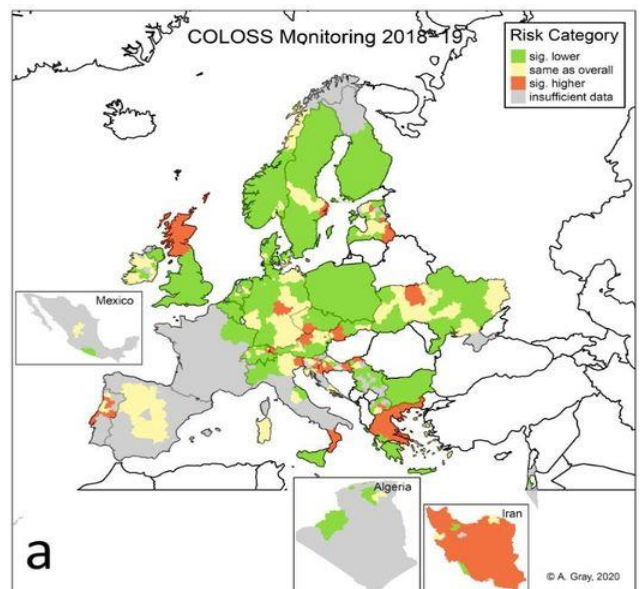 COLOSS Monitoring 2018-19
Risk Category
sig. lower
same as overall
sig. higher
insufficient data
Mexico
Algeria
Iran
a
© A. Gray, 2020